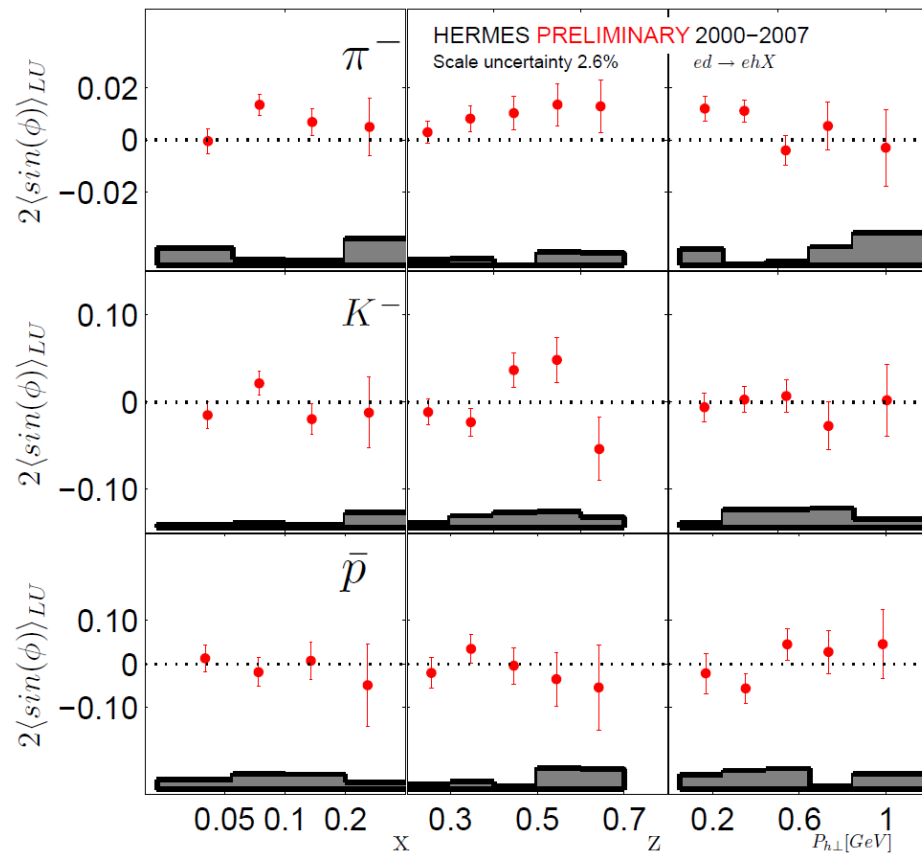 HERMES PRELIMINARY 2000-2007
Scale uncertainty 2.6%
ed → ehX
π⁻
2⟨sin(ϕ)⟩LU
0.02
0
−0.02
K⁻
2⟨sin(ϕ)⟩LU
0.10
0
−0.10
p̄
2⟨sin(ϕ)⟩LU
0.10
0
−0.10
0.05 0.1 0.2 0.3 0.5 0.7 0.2 0.6 1
X Z P_{h⊥}[GeV]